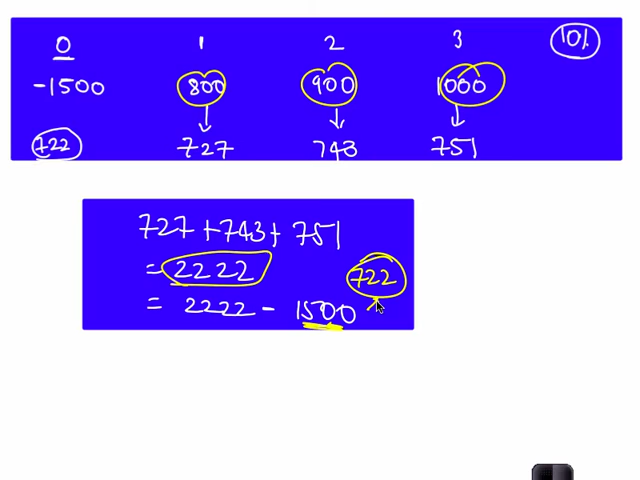 0 1 2 3 10%
-1500 800 900 1000
722 727 743 751
727 + 743 + 751
= 2222 722
= 2222 - 1500